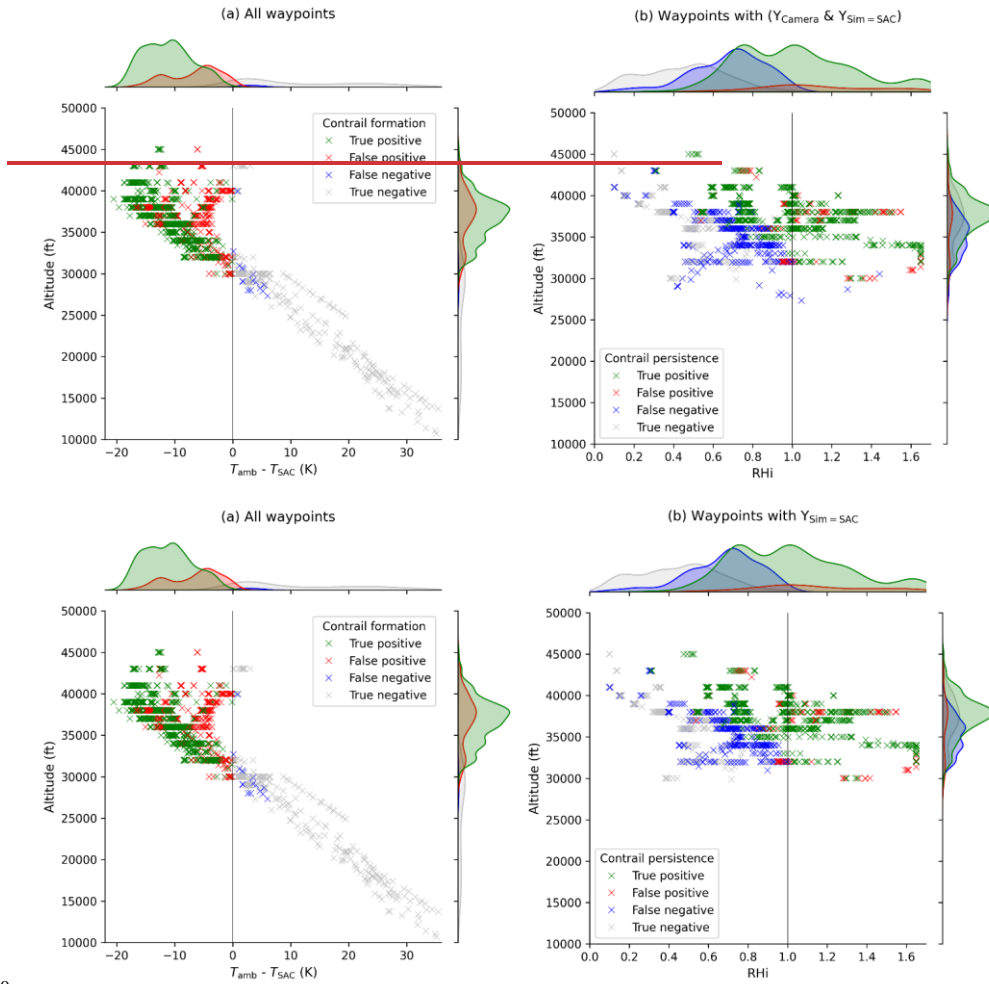 (a) All waypoints
(b) Waypoints with (Y_Camera & Y_Sim=SAC)
50000
45000
40000
35000
30000
25000
20000
15000
10000
Altitude (ft)
Contrail formation
True positive
False positive
False negative
True negative
−20 −10 0 10 20 30
T_amb - T_SAC (K)
50000
45000
40000
35000
30000
25000
20000
15000
10000
Altitude (ft)
Contrail persistence
True positive
False positive
False negative
True negative
0.0 0.2 0.4 0.6 0.8 1.0 1.2 1.4 1.6
RHi
(a) All waypoints
(b) Waypoints with Y_Sim=SAC
50000
45000
40000
35000
30000
25000
20000
15000
10000
Altitude (ft)
Contrail formation
True positive
False positive
False negative
True negative
−20 −10 0 10 20 30
T_amb - T_SAC (K)
50000
45000
40000
35000
30000
25000
20000
15000
10000
Altitude (ft)
Contrail persistence
True positive
False positive
False negative
True negative
0.0 0.2 0.4 0.6 0.8 1.0 1.2 1.4 1.6
RHi